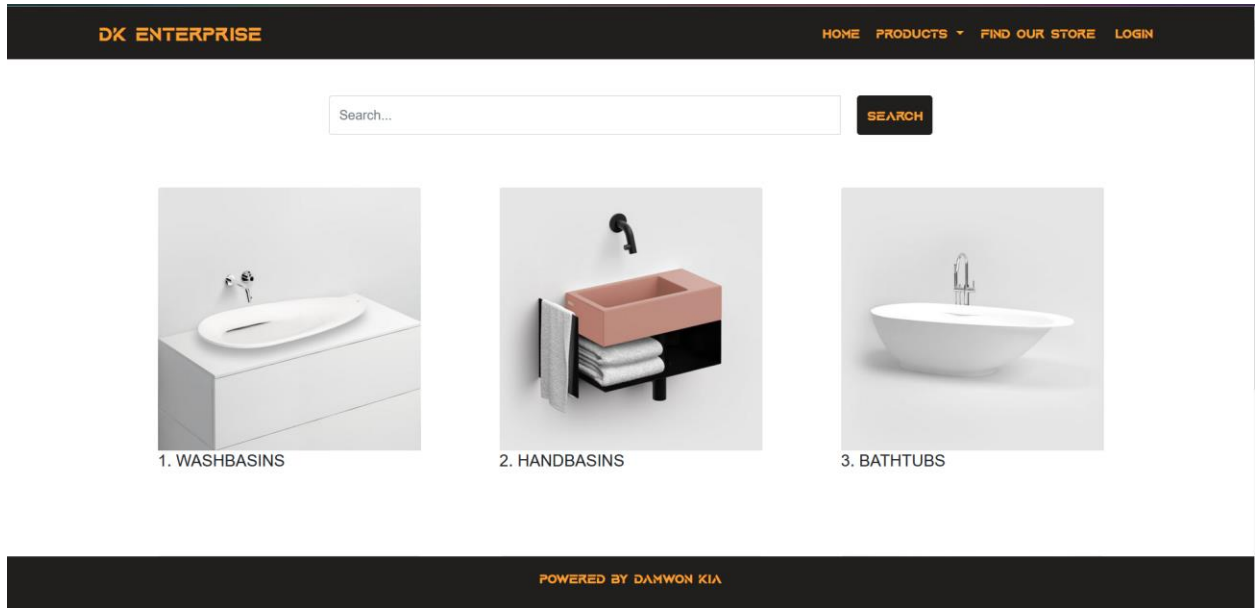 DK ENTERPRISE
HOME PRODUCTS FIND OUR STORE LOGIN
Search...
SEARCH
1. WASHBASINS
2. HANDBASINS
3. BATHTUBS
POWERED BY DAMWON KIA